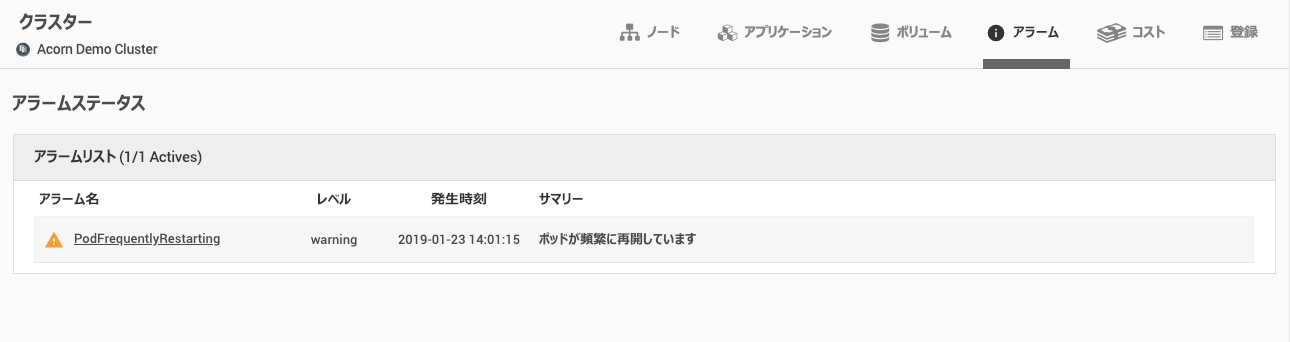 クラスター
Acorn Demo Cluster
ノード アプリケーション ボリューム アラーム コスト 登録
アラームステータス
アラームリスト (1/1 Actives)
アラーム名 レベル 発生時刻 サマリー
PodFrequentlyRestarting warning 2019-01-23 14:01:15 ポッドが頻繁に再開しています